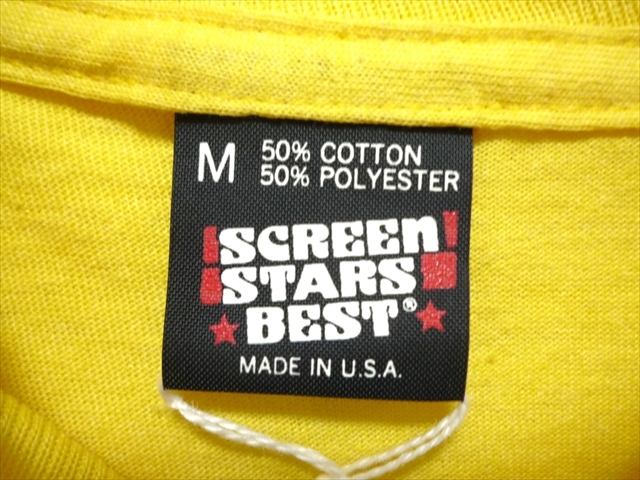 M 50% COTTON
50% POLYESTER
SCREEN
STARS
BEST®
MADE IN U.S.A.